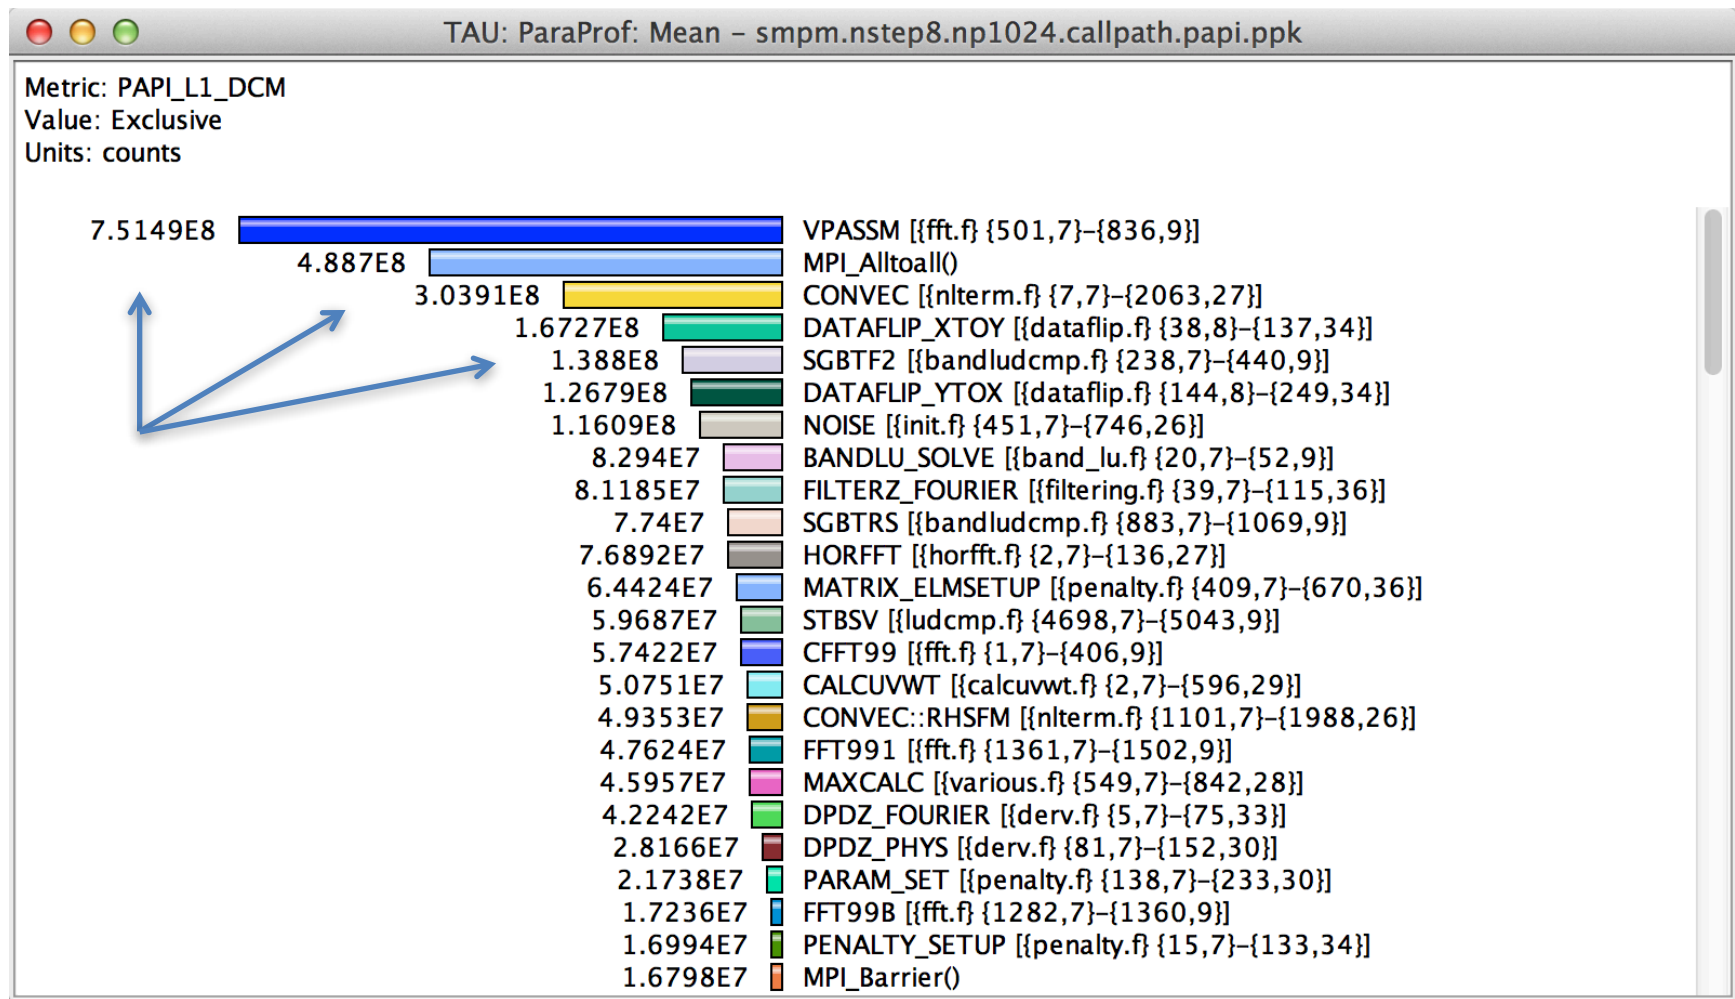 TAU: ParaProf: Mean – smpm.nstep8.np1024.callpath.papi.ppk
Metric: PAPI_L1_DCM
Value: Exclusive
Units: counts
7.5149E8 VPASSM [{fft.f} {501,7}–{836,9}]
4.887E8 MPI_Alltoall()
3.0391E8 CONVEC [{nlterm.f} {7,7}–{2063,27}]
1.6727E8 DATAFLIP_XTOY [{dataflip.f} {38,8}–{137,34}]
1.388E8 SGBTF2 [{bandludcmp.f} {238,7}–{440,9}]
1.2679E8 DATAFLIP_YTOX [{dataflip.f} {144,8}–{249,34}]
1.1609E8 NOISE [{init.f} {451,7}–{746,26}]
8.294E7 BANDLU_SOLVE [{band_lu.f} {20,7}–{52,9}]
8.1185E7 FILTERZ_FOURIER [{filtering.f} {39,7}–{115,36}]
7.74E7 SGBTRS [{bandludcmp.f} {883,7}–{1069,9}]
7.6892E7 HORFFT [{horfft.f} {2,7}–{136,27}]
6.4424E7 MATRIX_ELMSETUP [{penalty.f} {409,7}–{670,36}]
5.9687E7 STBSV [{ludcmp.f} {4698,7}–{5043,9}]
5.7422E7 CFFT99 [{fft.f} {1,7}–{406,9}]
5.0751E7 CALCUVWT [{calcuvwt.f} {2,7}–{596,29}]
4.9353E7 CONVEC::RHSFM [{nlterm.f} {1101,7}–{1988,26}]
4.7624E7 FFT991 [{fft.f} {1361,7}–{1502,9}]
4.5957E7 MAXCALC [{various.f} {549,7}–{842,28}]
4.2242E7 DPDZ_FOURIER [{derv.f} {5,7}–{75,33}]
2.8166E7 DPDZ_PHYS [{derv.f} {81,7}–{152,30}]
2.1738E7 PARAM_SET [{penalty.f} {138,7}–{233,30}]
1.7236E7 FFT99B [{fft.f} {1282,7}–{1360,9}]
1.6994E7 PENALTY_SETUP [{penalty.f} {15,7}–{133,34}]
1.6798E7 MPI_Barrier()